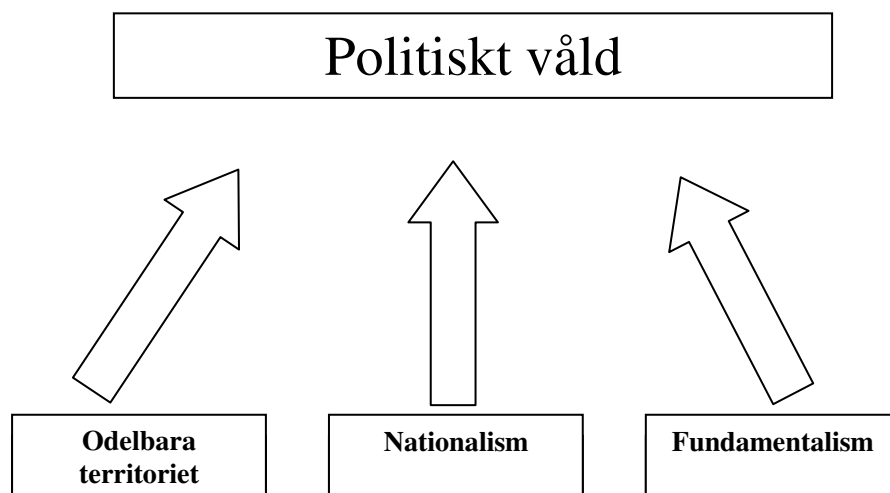 Politiskt våld
Odelbara
territoriet
Nationalism
Fundamentalism